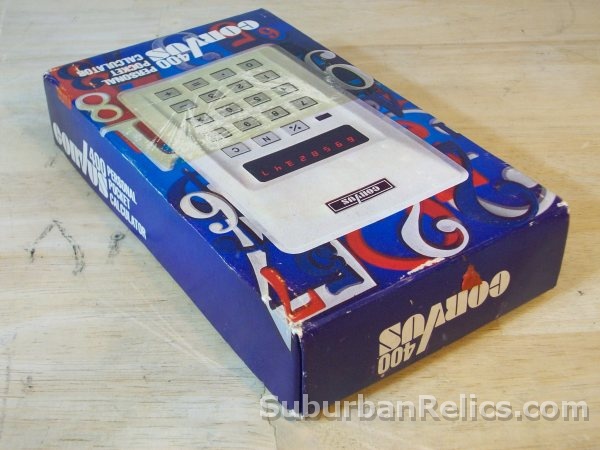 corvus
400 PERSONAL
POCKET
CALCULATOR
corvus
corvus
400 PERSONAL
POCKET
CALCULATOR
corvus
400
SuburbanRelics.com